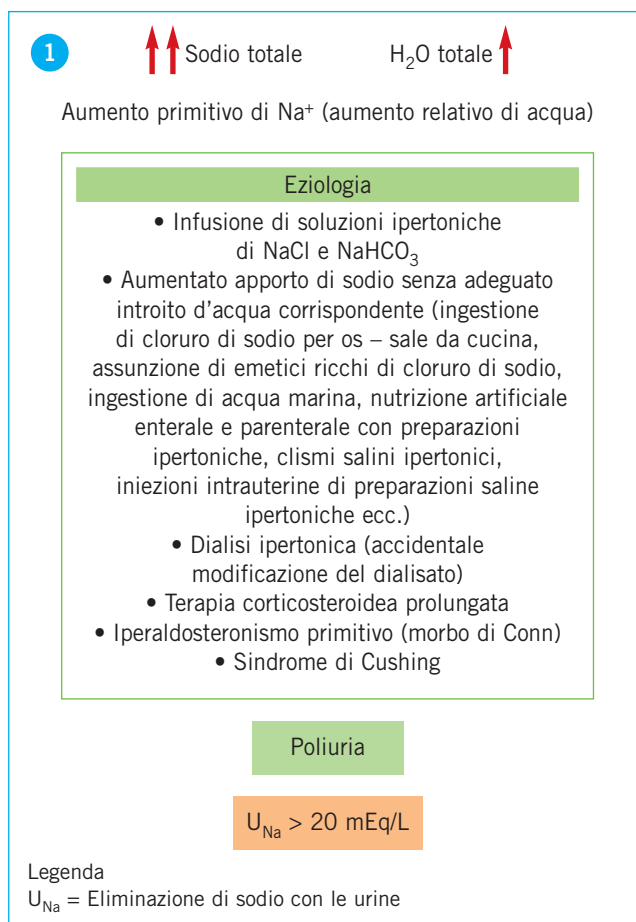 1
Sodio totale H₂O totale
Aumento primitivo di Na⁺ (aumento relativo di acqua)
Eziologia
• Infusione di soluzioni ipertoniche
di NaCl e NaHCO₃
• Aumentato apporto di sodio senza adeguato
introito d’acqua corrispondente (ingestione
di cloruro di sodio per os – sale da cucina,
assunzione di emetici ricchi di cloruro di sodio,
ingestione di acqua marina, nutrizione artificiale
enterale e parenterale con preparazioni
ipertoniche, clismi salini ipertonici,
iniezioni intrauterine di preparazioni saline
ipertoniche ecc.)
• Dialisi ipertonica (accidentale
modificazione del dialisato)
• Terapia corticosteroidea prolungata
• Iperaldosteronismo primitivo (morbo di Conn)
• Sindrome di Cushing
Poliuria
U_Na > 20 mEq/L
Legenda
U_Na = Eliminazione di sodio con le urine